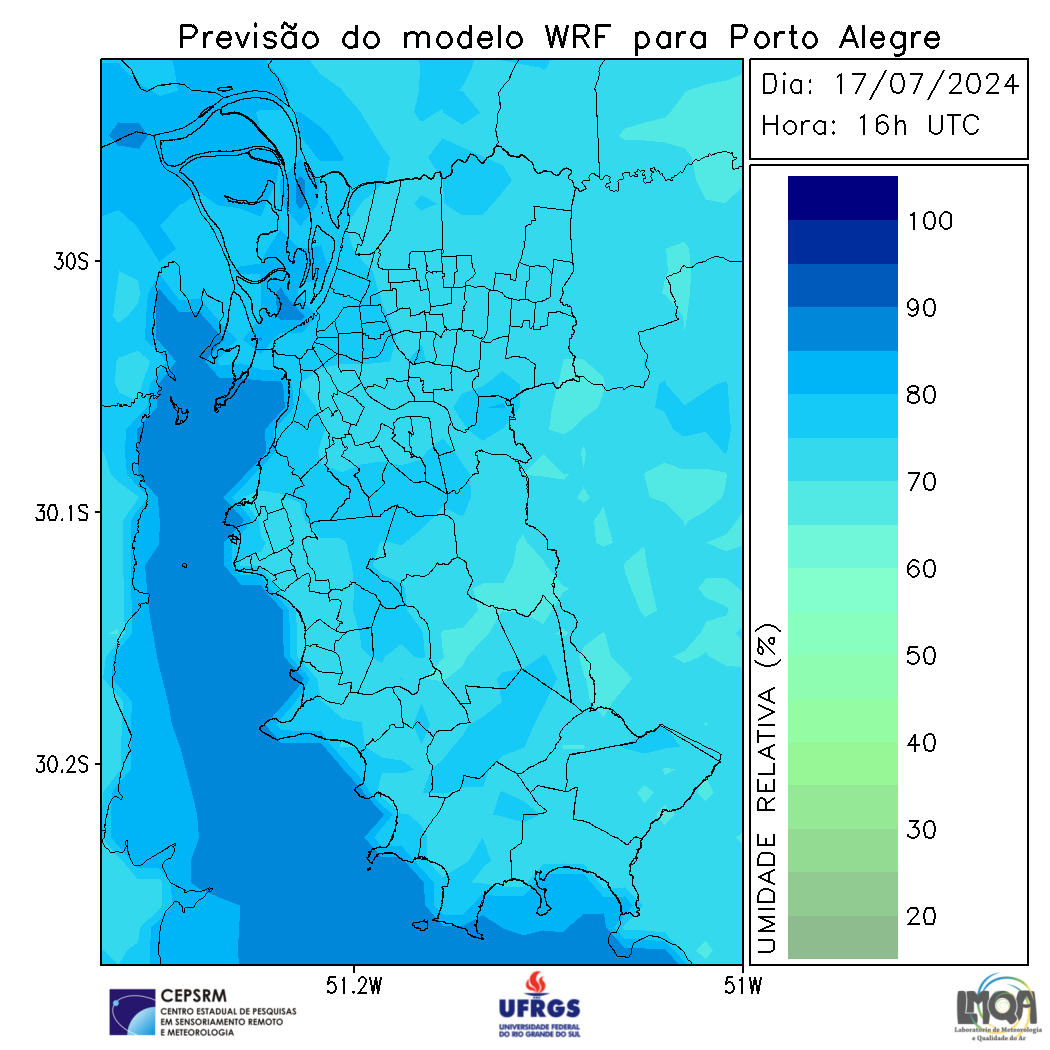 Previsão do modelo WRF para Porto Alegre
Dia: 17/07/2024
Hora: 16h UTC
30S
30.1S
30.2S
51.2W
51W
100
90
80
70
60
50
40
30
20
UMIDADE RELATIVA (%)
CEPSRM
CENTRO ESTADUAL DE PESQUISAS
EM SENSORIAMENTO REMOTO
E METEOROLOGIA
UFRGS
UNIVERSIDADE FEDERAL
DO RIO GRANDE DO SUL
LMQA
Laboratório de Meteorologia
e Qualidade do Ar